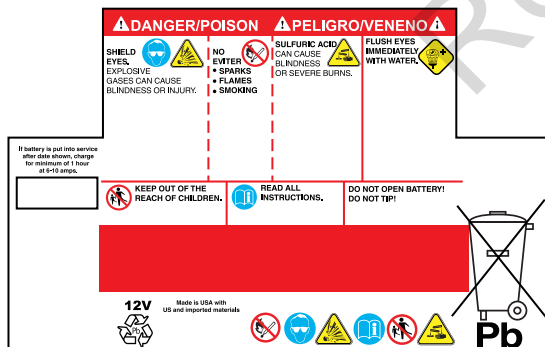 DANGER/POISON
PELIGRO/VENENO
SHIELD
EYES.
EXPLOSIVE
GASES CAN CAUSE
BLINDNESS OR INJURY.
NO
EVITER
• SPARKS
• FLAMES
• SMOKING
SULFURIC ACID
CAN CAUSE
BLINDNESS
OR SEVERE BURNS.
FLUSH EYES
IMMEDIATELY
WITH WATER.
If battery is put into service
after date shown, charge
for minimum of 1 hour
at 6-10 amps.
KEEP OUT OF THE
REACH OF CHILDREN.
READ ALL
INSTRUCTIONS.
DO NOT OPEN BATTERY!
DO NOT TIP!
12V
Pb
Made is USA with
US and imported materials
Pb